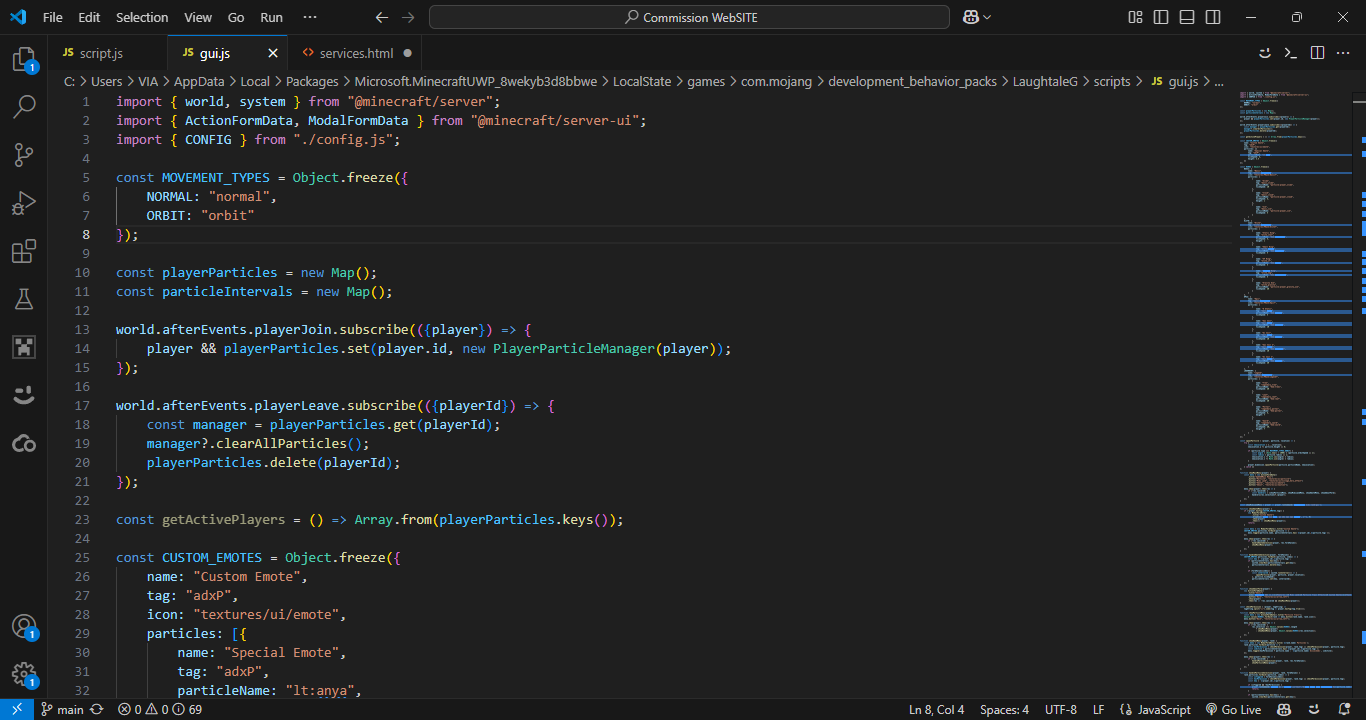 File Edit Selection View Go Run ··· Commission WebSITE
JS script.js JS gui.js services.html
C: > Users > VIA > AppData > Local > Packages > Microsoft.MinecraftUWP_8wekyb3d8bbwe > LocalState > games > com.mojang > development_behavior_packs > LaughtaleG > scripts > JS gui.js > ...
1 import { world, system } from "@minecraft/server";
2 import { ActionFormData, ModalFormData } from "@minecraft/server-ui";
3 import { CONFIG } from "./config.js";
4
5 const MOVEMENT_TYPES = Object.freeze({
6     NORMAL: "normal",
7     ORBIT: "orbit"
8 });
9
10 const playerParticles = new Map();
11 const particleIntervals = new Map();
12
13 world.afterEvents.playerJoin.subscribe(({player}) => {
14     player && playerParticles.set(player.id, new PlayerParticleManager(player));
15 });
16
17 world.afterEvents.playerLeave.subscribe(({playerId}) => {
18     const manager = playerParticles.get(playerId);
19     manager?.clearAllParticles();
20     playerParticles.delete(playerId);
21 });
22
23 const getActivePlayers = () => Array.from(playerParticles.keys());
24
25 const CUSTOM_EMOTES = Object.freeze({
26     name: "Custom Emote",
27     tag: "adxP",
28     icon: "textures/ui/emote",
29     particles: [{
30         name: "Special Emote",
31         tag: "adxP",
32         particleName: "lt:anya",
1
1
1
main 0 0 69 Ln 8, Col 4 Spaces: 4 UTF-8 LF {} JavaScript Go Live